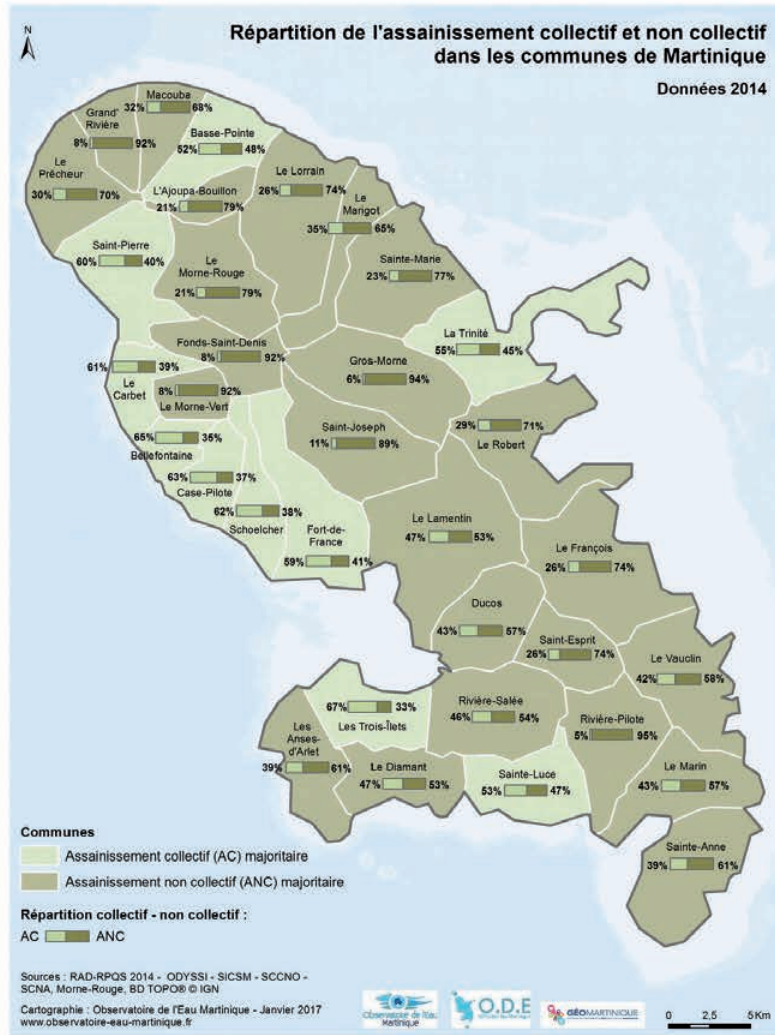 N
Répartition de l'assainissement collectif et non collectif
dans les communes de Martinique
Données 2014
Macouba
32% 68%
Grand'
Rivière
8% 92%
Basse-Pointe
52% 48%
Le
Prêcheur
30% 70%
L'Ajoupa-Bouillon
21% 79%
Le Lorrain
26% 74%
Le
Marigot
35% 65%
Saint-Pierre
60% 40%
Le
Morne-Rouge
21% 79%
Sainte-Marie
23% 77%
La Trinité
55% 45%
Fonds-Saint-Denis
8% 92%
Gros-Morne
6% 94%
61% 39%
Le
Carbet
8% 92%
Le Morne-Vert
Saint-Joseph
11% 89%
29% 71%
Le Robert
65% 35%
Bellefontaine
63% 37%
Case-Pilote
62% 38%
Schoelcher
Fort-de-
France
59% 41%
Le Lamentin
47% 53%
Le François
26% 74%
Ducos
43% 57%
Saint-Esprit
26% 74%
Le Vauclin
42% 58%
67% 33%
Les Trois-Îlets
Rivière-Salée
46% 54%
Rivière-Pilote
5% 95%
Les
Anses-
d'Arlet
39% 61%
Le Diamant
47% 53%
Sainte-Luce
53% 47%
Le Marin
43% 57%
Sainte-Anne
39% 61%
Communes
Assainissement collectif (AC) majoritaire
Assainissement non collectif (ANC) majoritaire
Répartition collectif - non collectif :
AC ANC
Sources : RAD-RPQS 2014 - ODYSSI - SICSM - SCCNO -
SCNA, Morne-Rouge, BD TOPO® © IGN
Cartographie : Observatoire de l'Eau Martinique - Janvier 2017
www.observatoire-eau-martinique.fr
Observatoire de l'Eau
Martinique
O.D.E
GÉOMARTINIQUE
0 2,5 5 Km